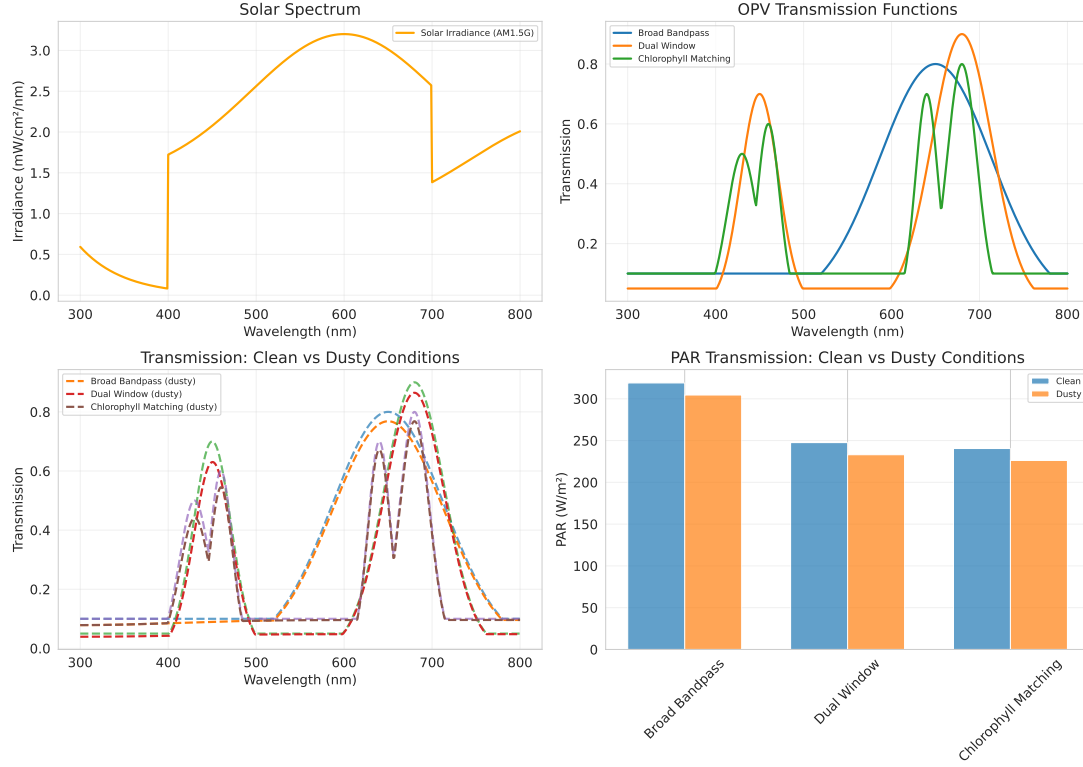 Solar Spectrum
Solar Irradiance (AM1.5G)
Irradiance (mW/cm²/nm)
3.0
2.5
2.0
1.5
1.0
0.5
0.0
300 400 500 600 700 800
Wavelength (nm)
OPV Transmission Functions
Broad Bandpass
Dual Window
Chlorophyll Matching
Transmission
0.8
0.6
0.4
0.2
300 400 500 600 700 800
Wavelength (nm)
Transmission: Clean vs Dusty Conditions
Broad Bandpass (dusty)
Dual Window (dusty)
Chlorophyll Matching (dusty)
Transmission
0.8
0.6
0.4
0.2
0.0
300 400 500 600 700 800
Wavelength (nm)
PAR Transmission: Clean vs Dusty Conditions
Clean
Dusty
PAR (W/m²)
300
250
200
150
100
50
0
Broad Bandpass
Dual Window
Chlorophyll Matching